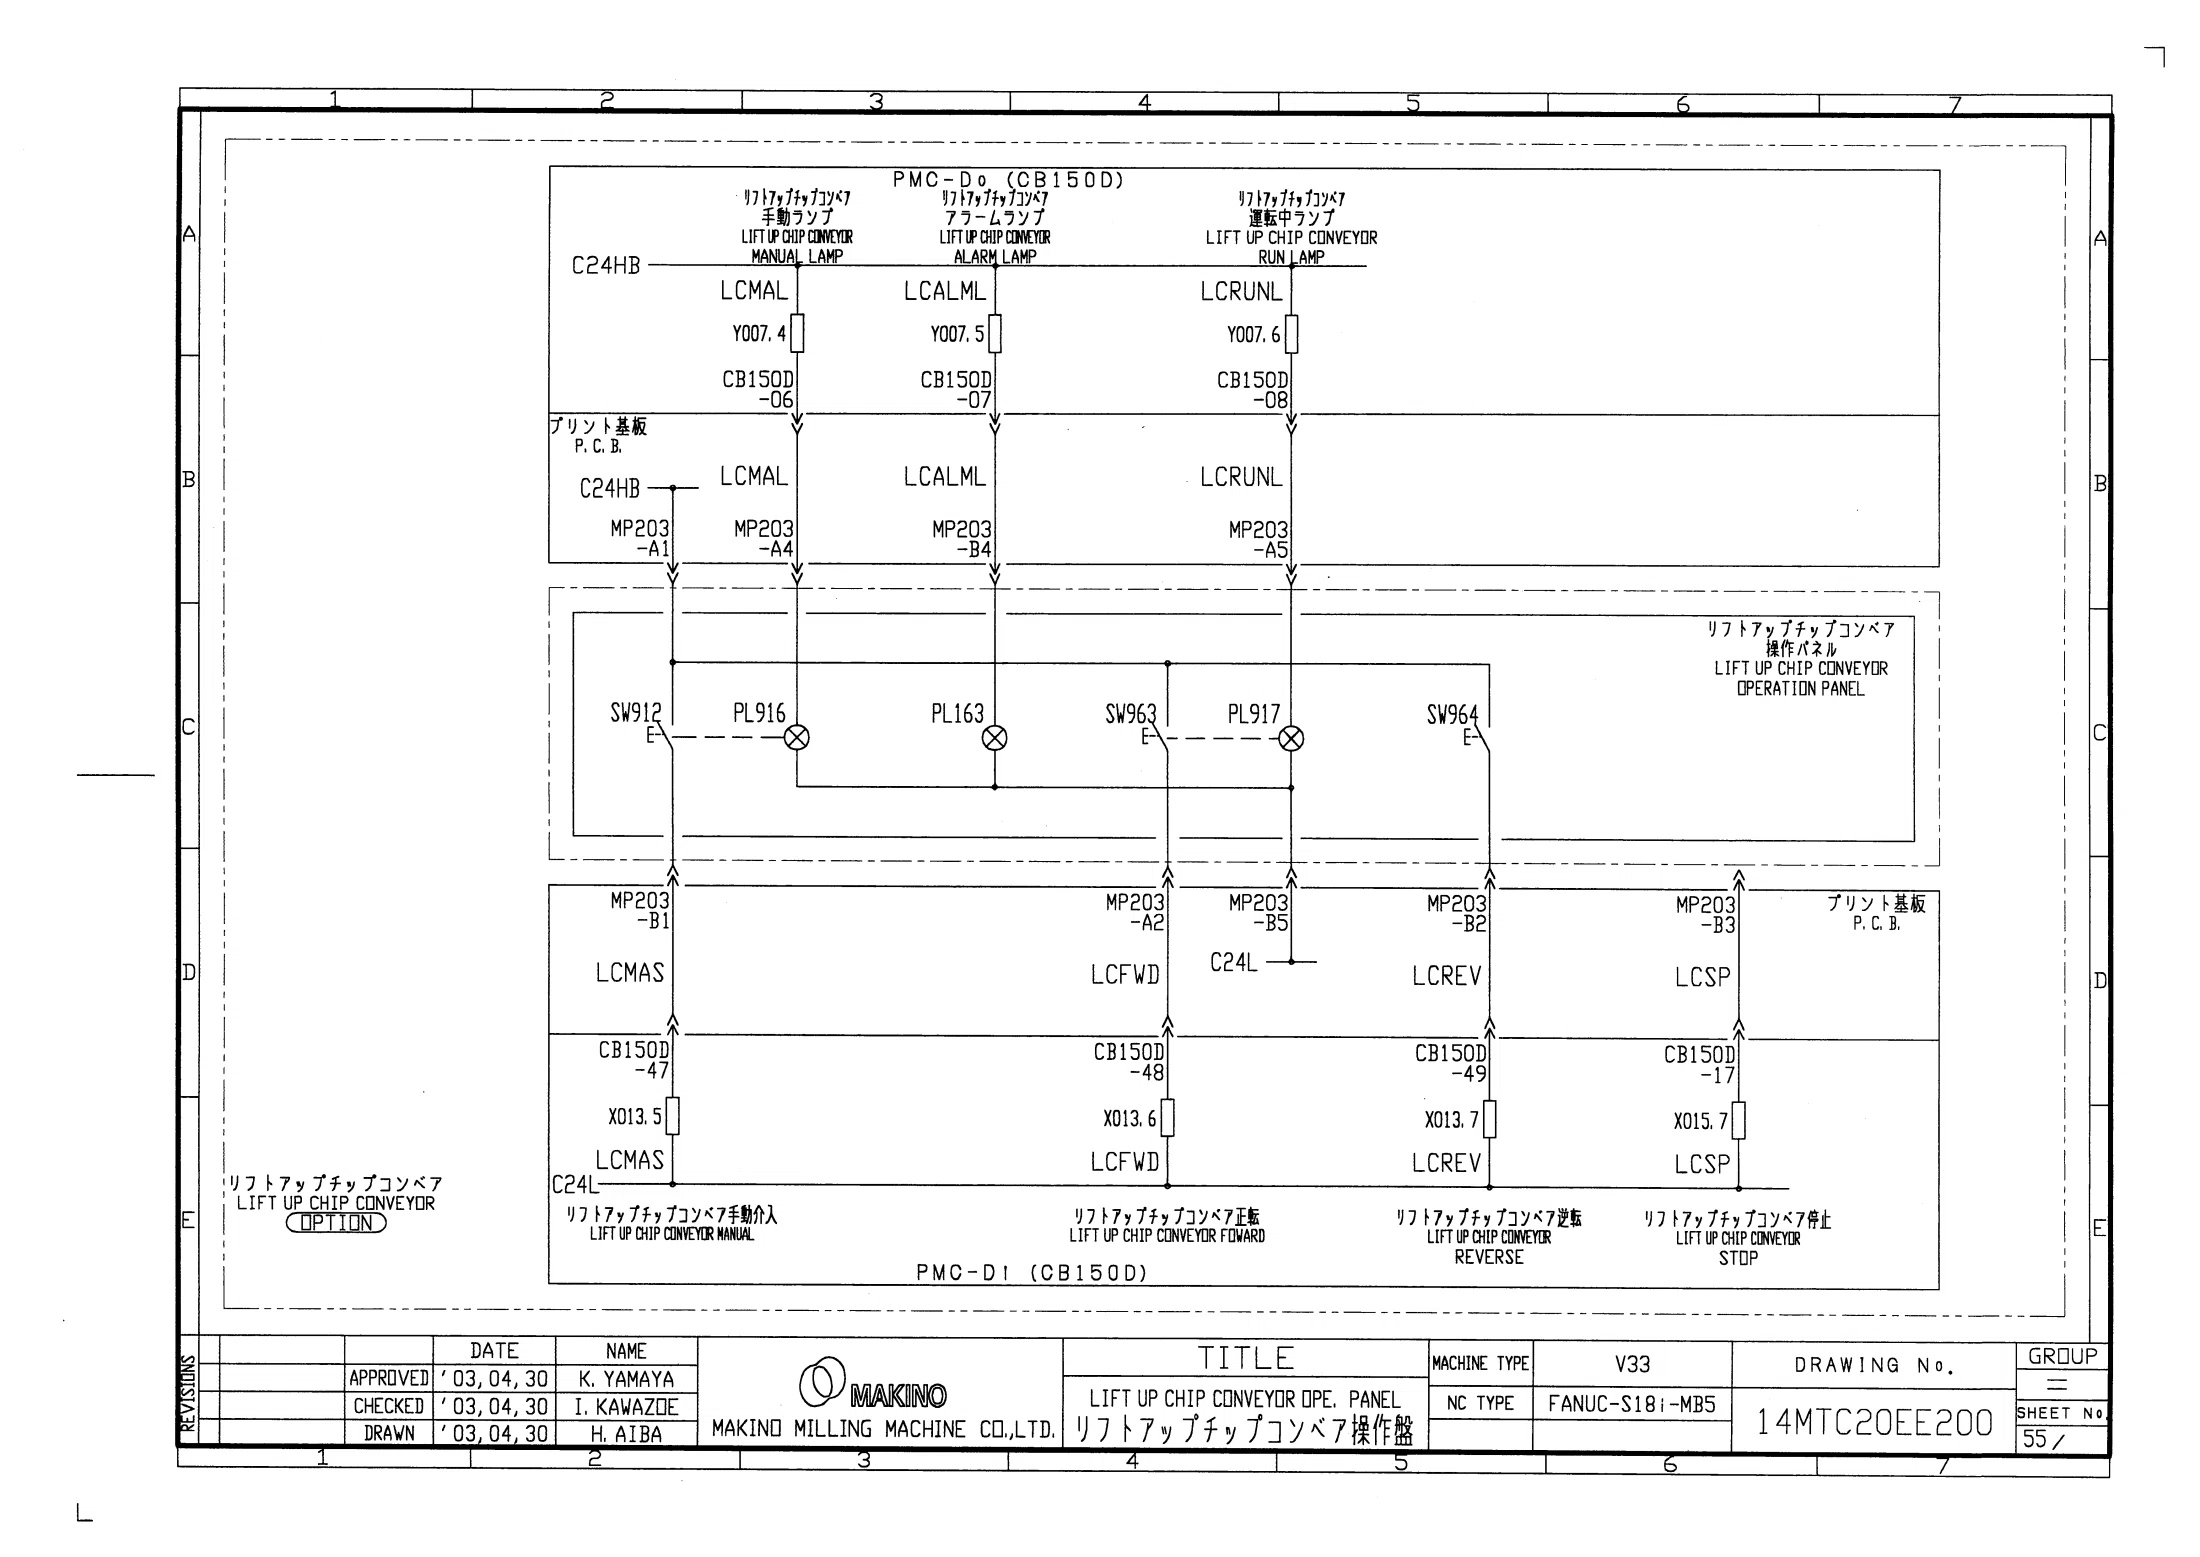 1 2 3 4 5 6 7
A
B
C
D
E
A
B
C
D
E
PMC-Do (CB150D)
リフトアップチップコンベア
手動ランプ
LIFT UP CHIP CONVEYOR
MANUAL LAMP
リフトアップチップコンベア
アラームランプ
LIFT UP CHIP CONVEYOR
ALARM LAMP
リフトアップチップコンベア
運転中ランプ
LIFT UP CHIP CONVEYOR
RUN LAMP
C24HB
LCMAL LCALML LCRUNL
Y007.4 Y007.5 Y007.6
CB150D
-06
CB150D
-07
CB150D
-08
プリント基板
P.C.B.
C24HB
LCMAL LCALML LCRUNL
MP203
-A1
MP203
-A4
MP203
-B4
MP203
-A5
リフトアップチップコンベア
操作パネル
LIFT UP CHIP CONVEYOR
OPERATION PANEL
SW912 PL916 PL163 SW963 PL917 SW964
MP203
-B1
MP203
-A2
MP203
-B5
MP203
-B2
MP203
-B3
プリント基板
P.C.B.
C24L
LCMAS LCFWD LCREV LCSP
CB150D
-47
CB150D
-48
CB150D
-49
CB150D
-17
X013.5 X013.6 X013.7 X015.7
LCMAS LCFWD LCREV LCSP
C24L
リフトアップチップコンベア手動介入
LIFT UP CHIP CONVEYOR MANUAL
リフトアップチップコンベア正転
LIFT UP CHIP CONVEYOR FOWARD
リフトアップチップコンベア逆転
LIFT UP CHIP CONVEYOR
REVERSE
リフトアップチップコンベア停止
LIFT UP CHIP CONVEYOR
STOP
PMC-DI (CB150D)
リフトアップチップコンベア
LIFT UP CHIP CONVEYOR
OPTION
REVISIONS
DATE NAME
APPROVED '03,04,30 K. YAMAYA
CHECKED '03,04,30 I. KAWAZOE
DRAWN '03,04,30 H. AIBA
MAKINO
MAKINO MILLING MACHINE CO.,LTD.
TITLE
LIFT UP CHIP CONVEYOR OPE. PANEL
リフトアップチップコンベア操作盤
MACHINE TYPE V33
NC TYPE FANUC-S18i-MB5
DRAWING No.
14MTC20EE200
GROUP
=
SHEET No.
55/
1 2 3 4 5 6 7